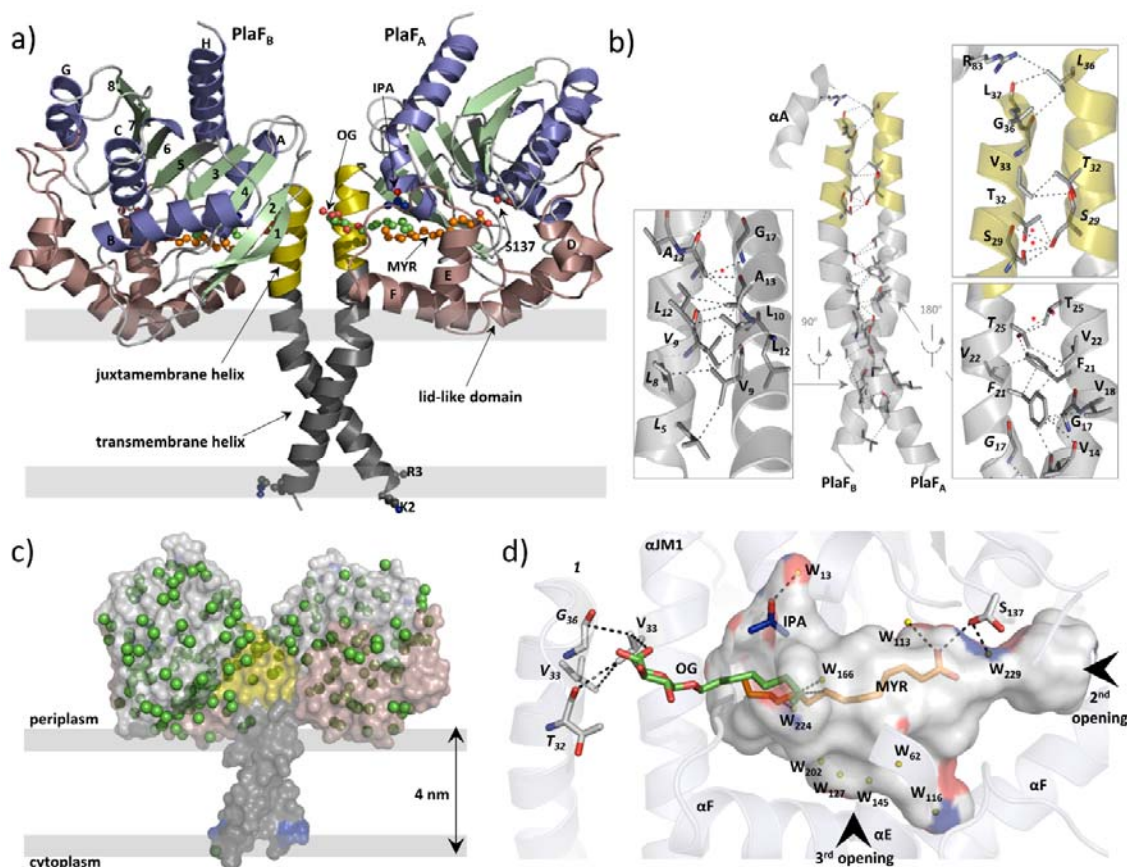 a)
PlaFB
H
PlaFA
G
IPA
8
OG
C
7
A
6
5
3
4
2
B
1
MYR
S137
D
E
F
juxtamembrane helix
lid-like domain
transmembrane helix
R3
K2
b)
R83
L36
αA
L37
G36
V33
T32
T32
S29
S29
A13
G17
A13
L12
L10
V9
L12
L8
V9
L5
90°
180°
T25
T25
V22
V22
F21
F21
V18
G17
G17
V14
PlaFB
PlaFA
c)
periplasm
4 nm
cytoplasm
d)
αJM1
1
W13
G36
V33
IPA
S137
W113
OG
V33
W166
MYR
W229
2nd
opening
T32
W224
W62
W202
W127
W145
W116
αF
αE
αF
3rd opening